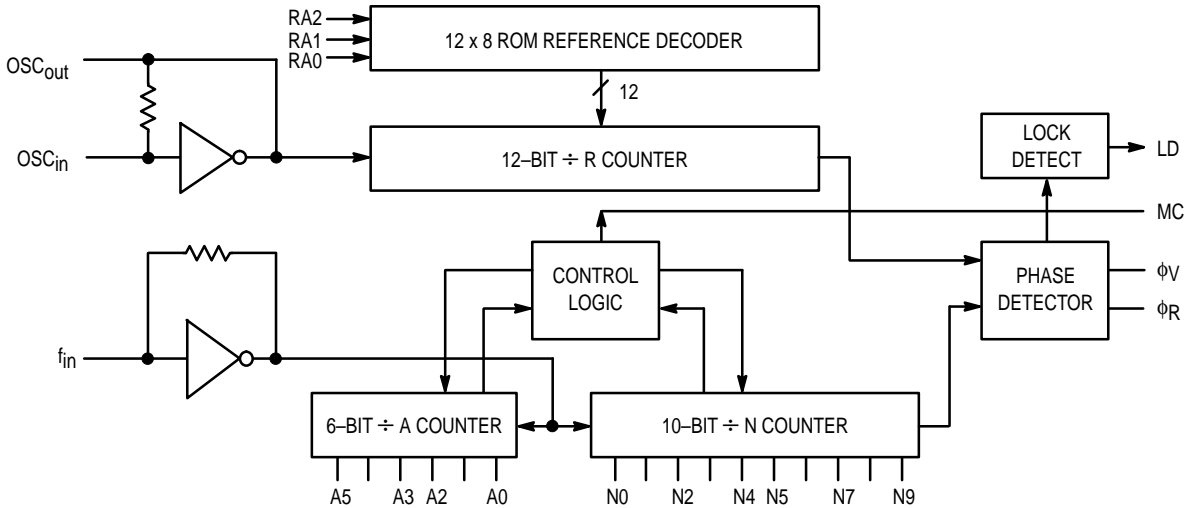 RA2
RA1
RA0
12 x 8 ROM REFERENCE DECODER
OSCout
12
OSCin
12–BIT ÷ R COUNTER
LOCK
DETECT
LD
MC
CONTROL
LOGIC
PHASE
DETECTOR
ϕV
ϕR
fin
6–BIT ÷ A COUNTER
10–BIT ÷ N COUNTER
A5 A3 A2 A0 N0 N2 N4 N5 N7 N9